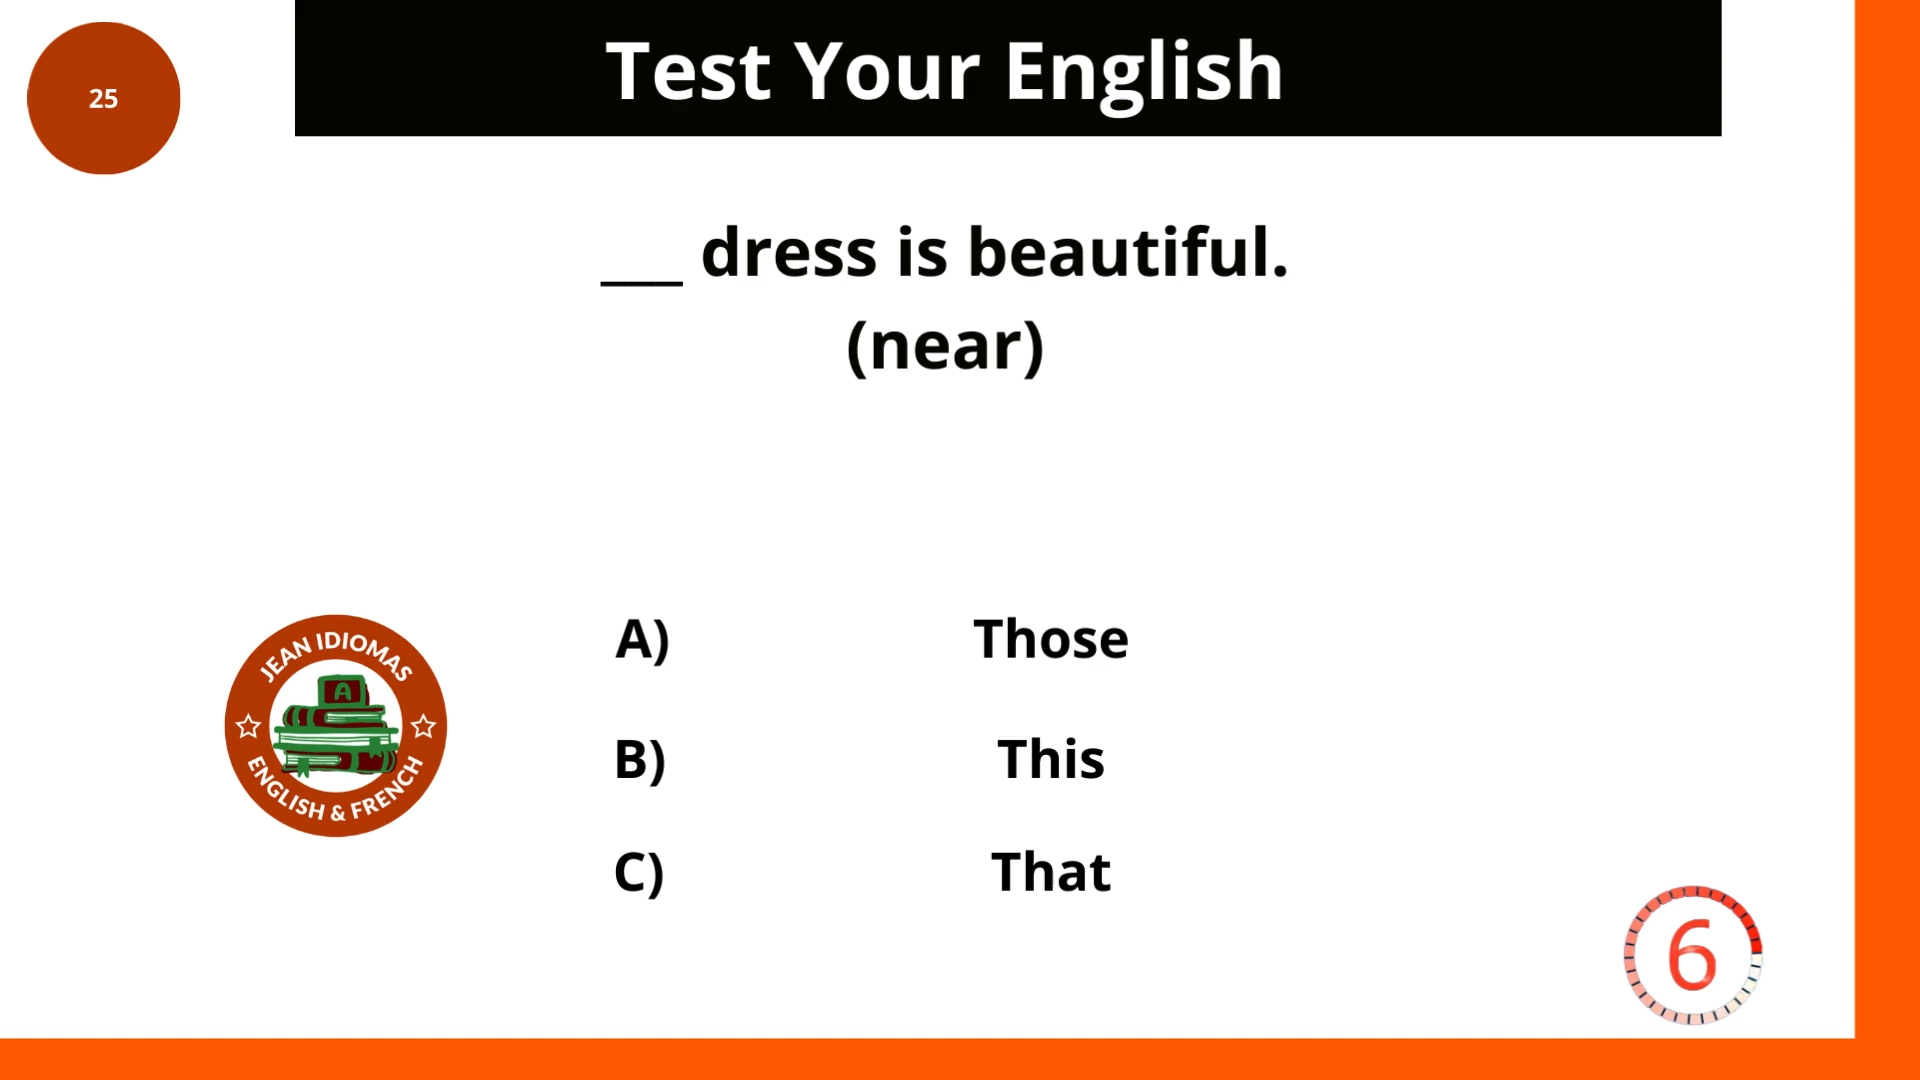 25
Test Your English
___ dress is beautiful.
(near)
A) Those
B) This
C) That
JEAN IDIOMAS
A
ENGLISH & FRENCH
6